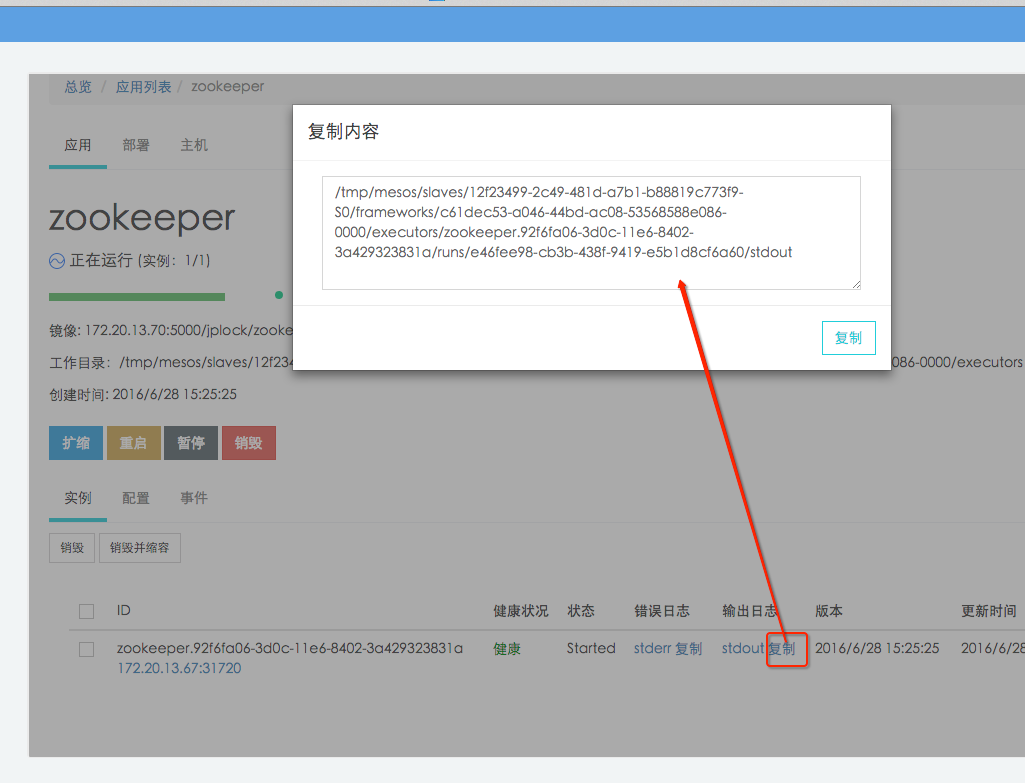 总览 / 应用列表 / zookeeper
复制内容
/tmp/mesos/slaves/12f23499-2c49-481d-a7b1-b88819c773f9-
S0/frameworks/c61dec53-a046-44bd-ac08-53568588e086-
0000/executors/zookeeper.92f6fa06-3d0c-11e6-8402-
3a429323831a/runs/e46fee98-cb3b-438f-9419-e5b1d8cf6a60/stdout
复制
应用 部署 主机
zookeeper
正在运行 (实例：1/1)
镜像: 172.20.13.70:5000/jplock/zooke
工作目录：/tmp/mesos/slaves/12f234 086-0000/executors
创建时间: 2016/6/28 15:25:25
扩缩 重启 暂停 销毁
实例 配置 事件
销毁 销毁并缩容
ID 健康状况 状态 错误日志 输出日志 版本 更新时间
zookeeper.92f6fa06-3d0c-11e6-8402-3a429323831a 健康 Started stderr 复制 stdout 复制 2016/6/28 15:25:25 2016/6/28
172.20.13.67:31720